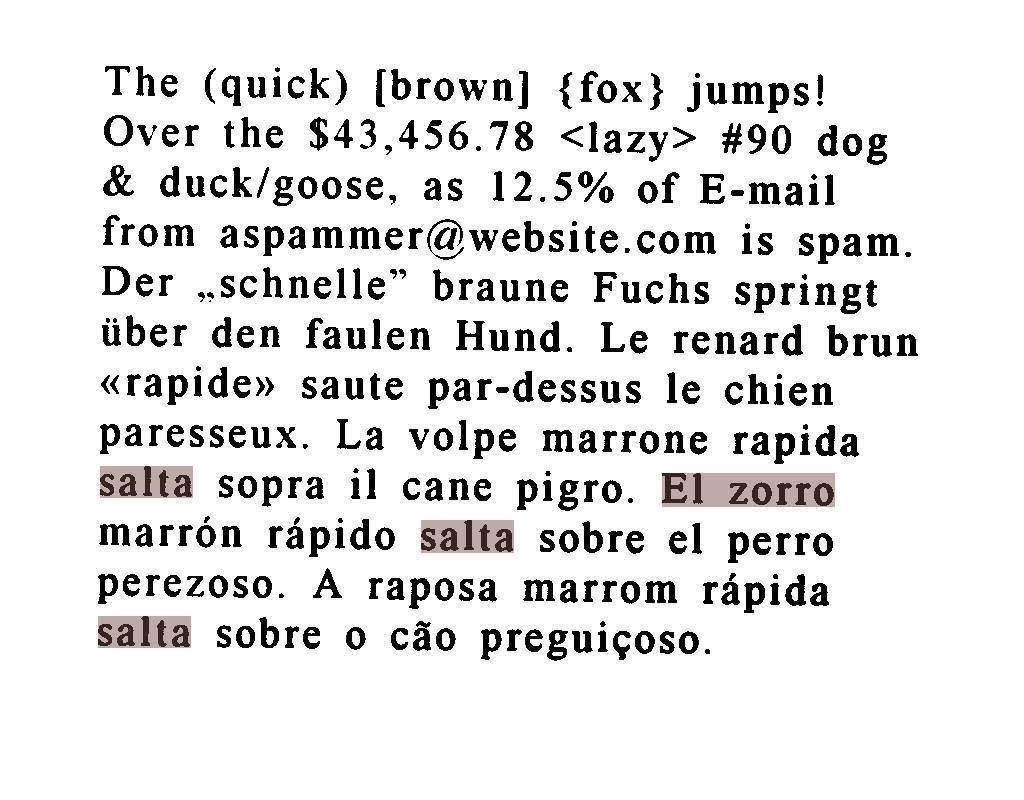 The (quick) [brown] {fox} jumps!
Over the $43,456.78 <lazy> #90 dog
& duck/goose, as 12.5% of E-mail
from aspammer@website.com is spam.
Der „schnelle” braune Fuchs springt
über den faulen Hund. Le renard brun
«rapide» saute par-dessus le chien
paresseux. La volpe marrone rapida
salta sopra il cane pigro. El zorro
marrón rápido salta sobre el perro
perezoso. A raposa marrom rápida
salta sobre o cão preguiçoso.